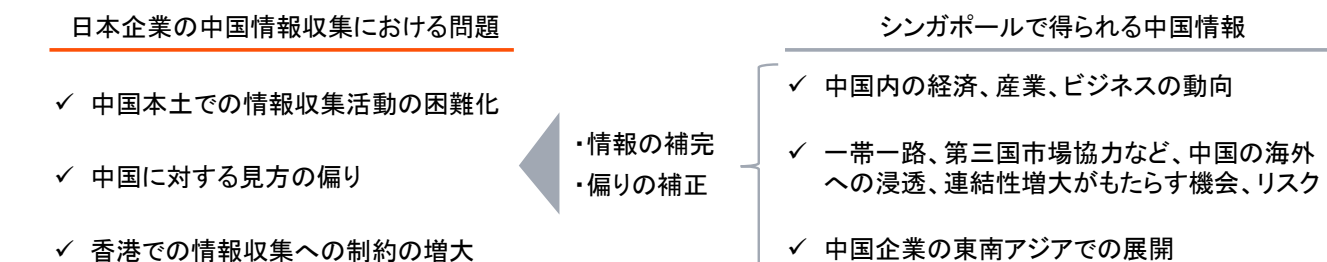 日本企業の中国情報収集における問題
✓ 中国本土での情報収集活動の困難化
✓ 中国に対する見方の偏り
✓ 香港での情報収集への制約の増大
・情報の補完
・偏りの補正
シンガポールで得られる中国情報
✓ 中国内の経済、産業、ビジネスの動向
✓ 一帯一路、第三国市場協力など、中国の海外
への浸透、連結性増大がもたらす機会、リスク
✓ 中国企業の東南アジアでの展開